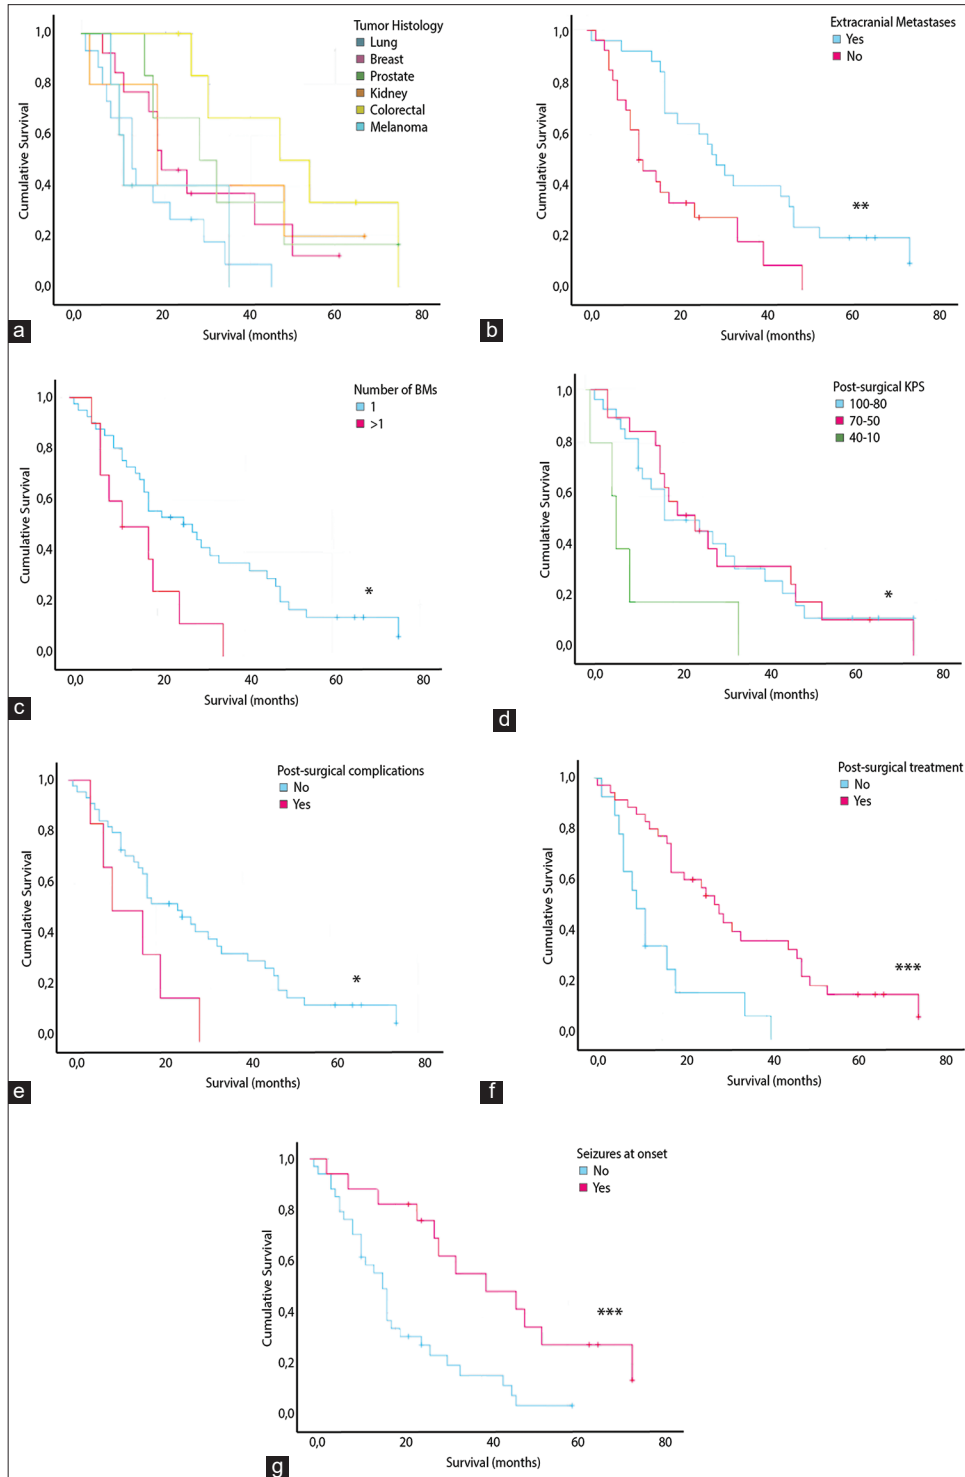 Tumor Histology
Lung
Breast
Prostate
Kidney
Colorectal
Melanoma
1,0
0,8
0,6
0,4
0,2
0,0
Cumulative Survival
0,0 20 40 60 80
Survival (months)
a
Extracranial Metastases
Yes
No
1,0
0,8
0,6
0,4
0,2
0,0
Cumulative Survival
**
0,0 20 40 60 80
Survival (months)
b
Number of BMs
1
>1
1,0
0,8
0,6
0,4
0,2
0,0
Cumulative Survival
*
0,0 20 40 60 80
Survival (months)
c
Post-surgical KPS
100-80
70-50
40-10
1,0
0,8
0,6
0,4
0,2
0,0
Cumulative Survival
*
0,0 20 40 60 80
Survival (months)
d
Post-surgical complications
No
Yes
1,0
0,8
0,6
0,4
0,2
0,0
Cumulative Survival
*
0,0 20 40 60 80
Survival (months)
e
Post-surgical treatment
No
Yes
1,0
0,8
0,6
0,4
0,2
0,0
Cumulative Survival
***
0,0 20 40 60 80
Survival (months)
f
Seizures at onset
No
Yes
1,0
0,8
0,6
0,4
0,2
0,0
Cumulative Survival
***
0,0 20 40 60 80
Survival (months)
g